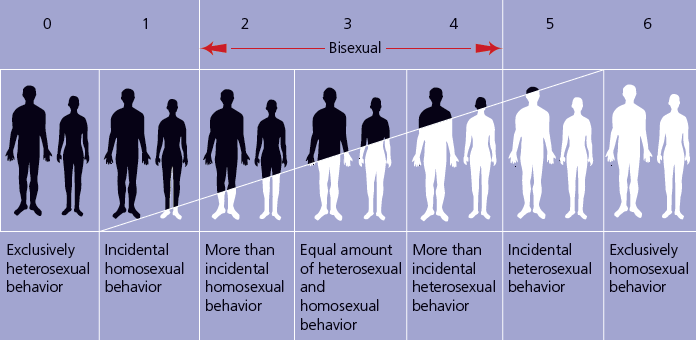 0 1 2 3 4 5 6
Bisexual
Exclusively
heterosexual
behavior
Incidental
homosexual
behavior
More than
incidental
homosexual
behavior
Equal amount
of heterosexual
and
homosexual
behavior
More than
incidental
heterosexual
behavior
Incidental
heterosexual
behavior
Exclusively
homosexual
behavior